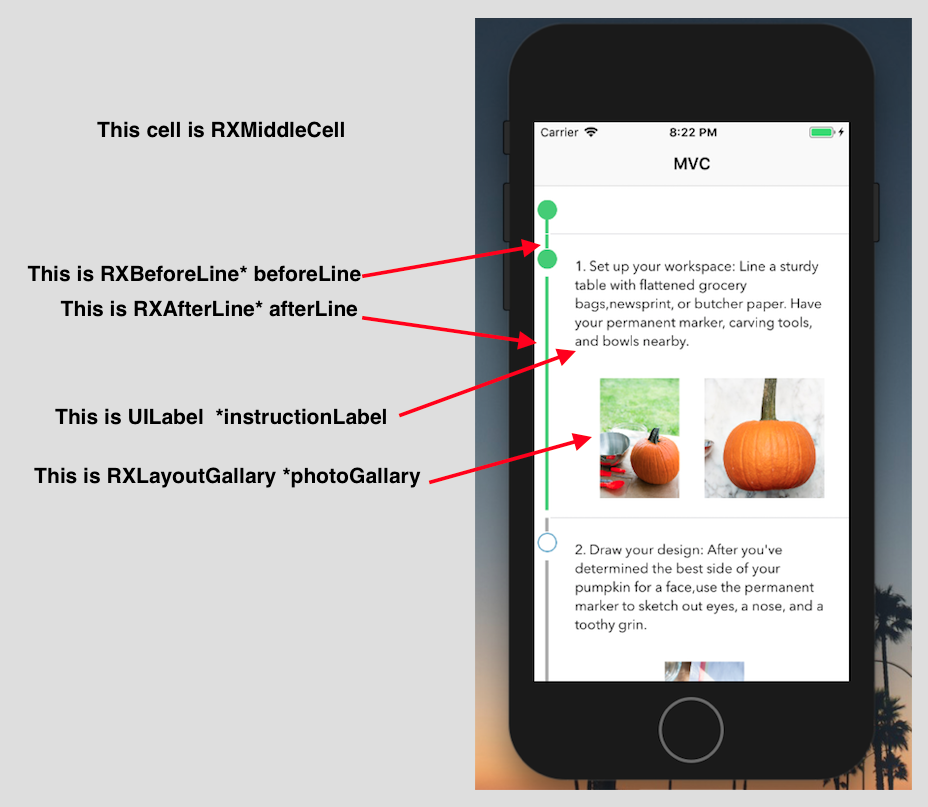 This cell is RXMiddleCell
This is RXBeforeLine* beforeLine
This is RXAfterLine* afterLine
This is UILabel  *instructionLabel
This is RXLayoutGallary *photoGallary
Carrier
8:22 PM
MVC
1. Set up your workspace: Line a sturdy
table with flattened grocery
bags,newsprint, or butcher paper. Have
your permanent marker, carving tools,
and bowls nearby.
2. Draw your design: After you've
determined the best side of your
pumpkin for a face,use the permanent
marker to sketch out eyes, a nose, and a
toothy grin.